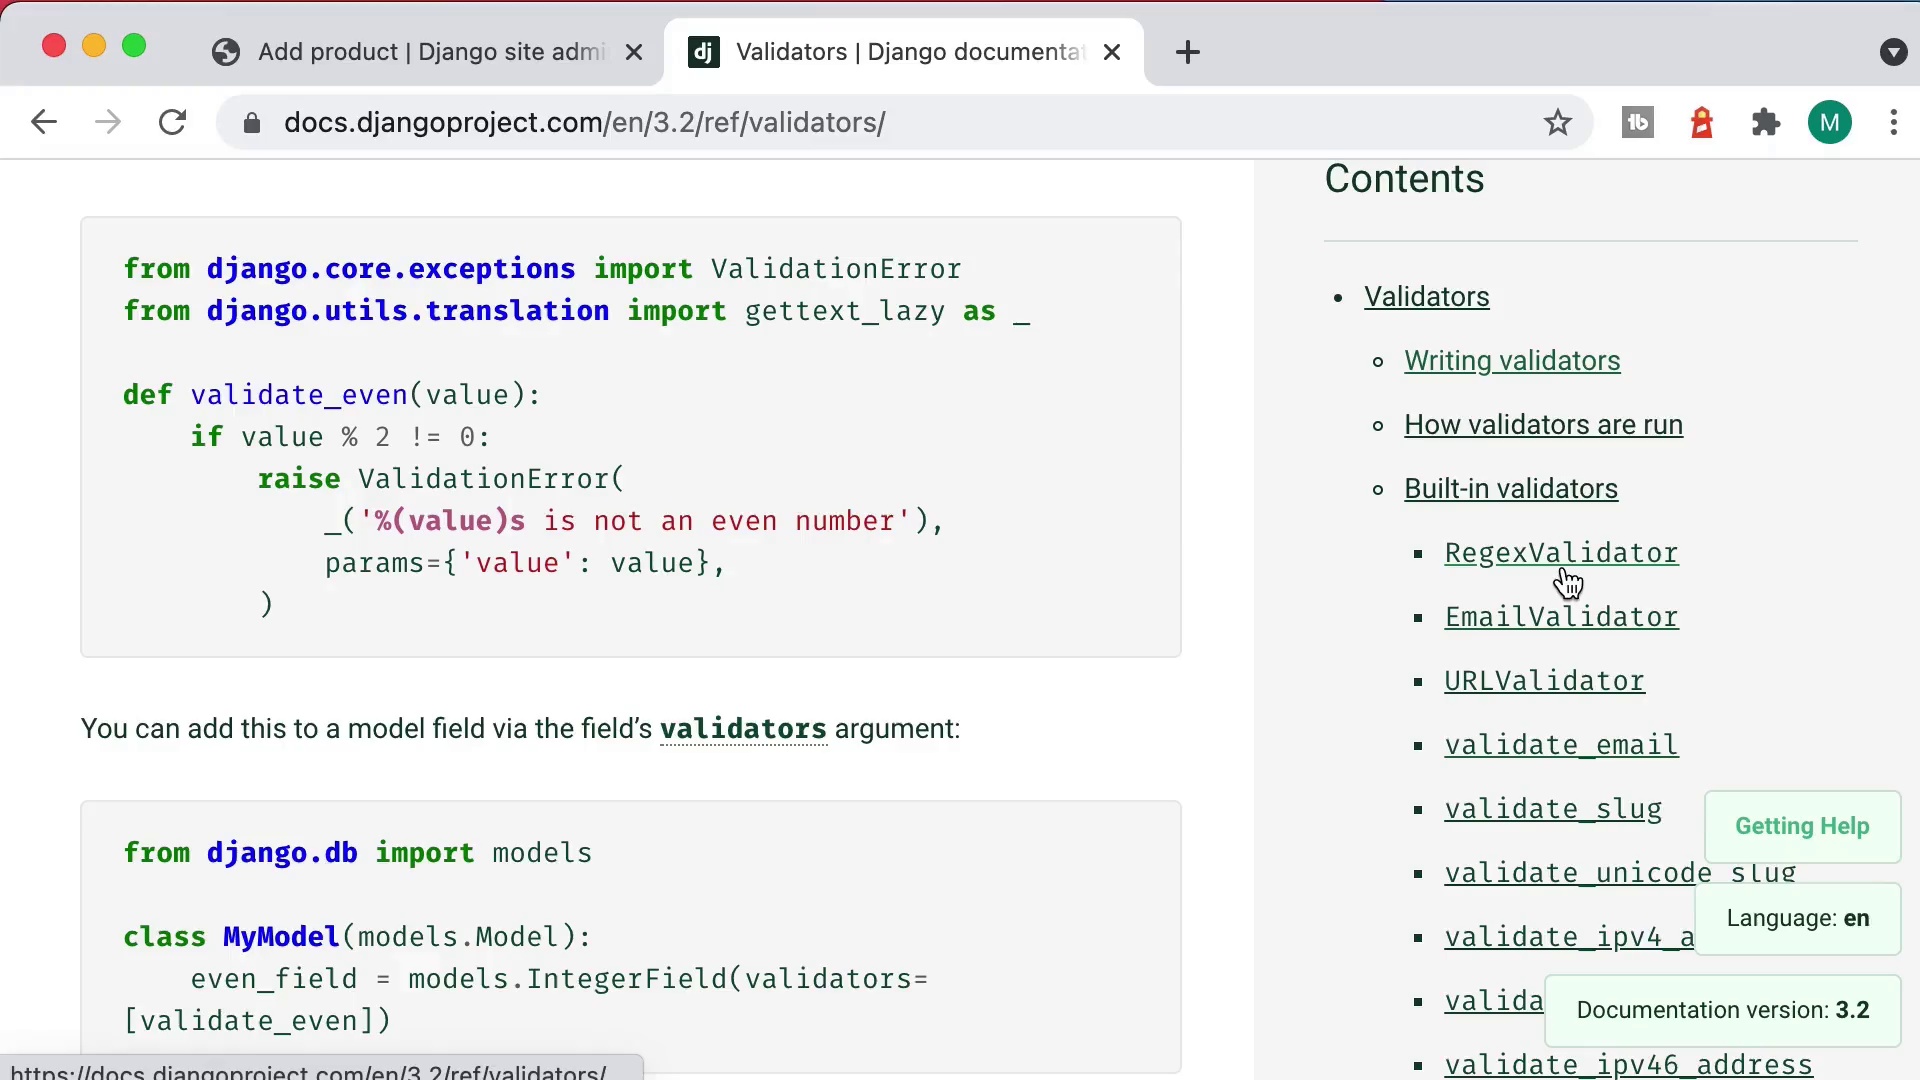 Add product | Django site admi
dj Validators | Django documentat
docs.djangoproject.com/en/3.2/ref/validators/
M
from django.core.exceptions import ValidationError
from django.utils.translation import gettext_lazy as _
def validate_even(value):
if value % 2 != 0:
raise ValidationError(
_('%(value)s is not an even number'),
params={'value': value},
)
You can add this to a model field via the field’s validators argument:
from django.db import models
class MyModel(models.Model):
even_field = models.IntegerField(validators=
[validate_even])
https://docs.djangoproject.com/en/3.2/ref/validators/
Contents
Validators
Writing validators
How validators are run
Built-in validators
RegexValidator
EmailValidator
URLValidator
validate_email
validate_slug
validate_unicode_slug
validate_ipv4_a
valida
validate_ipv46_address
Getting Help
Language: en
Documentation version: 3.2